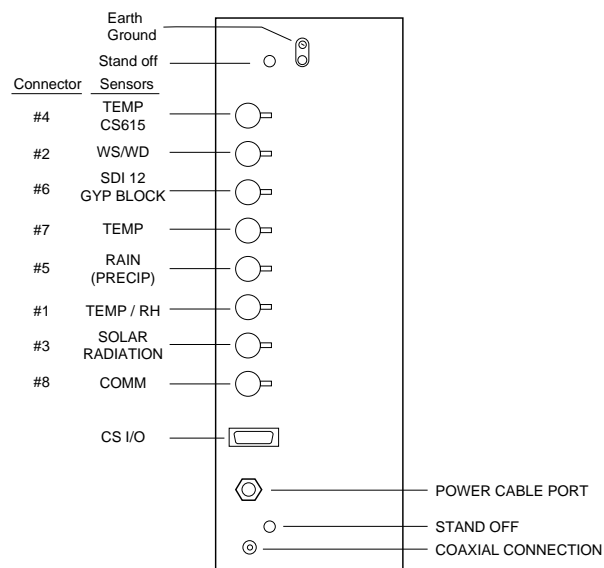 Earth
Ground
Stand off
Connector Sensors
#4 TEMP
CS615
#2 WS/WD
#6 SDI 12
GYP BLOCK
#7 TEMP
#5 RAIN
(PRECIP)
#1 TEMP / RH
#3 SOLAR
RADIATION
#8 COMM
CS I/O
POWER CABLE PORT
STAND OFF
COAXIAL CONNECTION